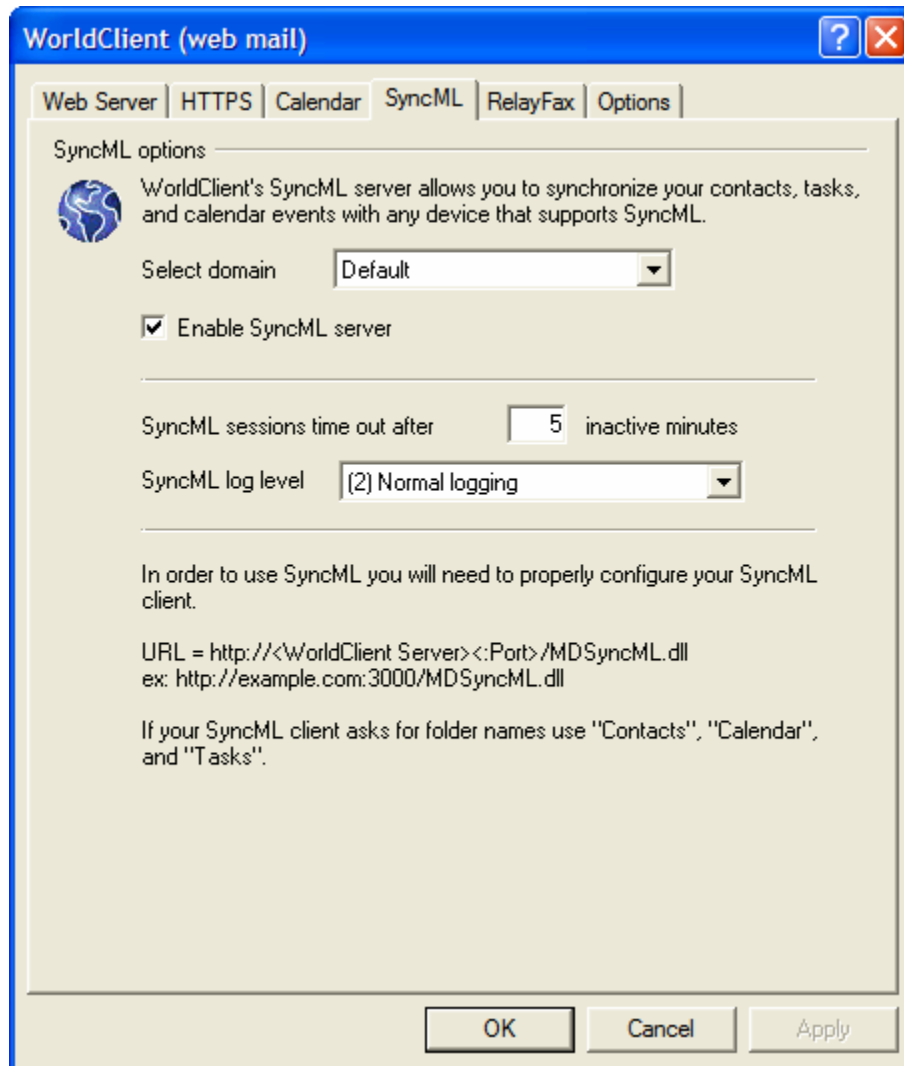 WorldClient (web mail)
Web Server HTTPS Calendar SyncML RelayFax Options
SyncML options
WorldClient's SyncML server allows you to synchronize your contacts, tasks,
and calendar events with any device that supports SyncML.
Select domain Default
Enable SyncML server
SyncML sessions time out after 5 inactive minutes
SyncML log level (2) Normal logging
In order to use SyncML you will need to properly configure your SyncML
client.
URL = http://<WorldClient Server><:Port>/MDSyncML.dll
ex: http://example.com:3000/MDSyncML.dll
If your SyncML client asks for folder names use "Contacts", "Calendar",
and "Tasks".
OK Cancel Apply